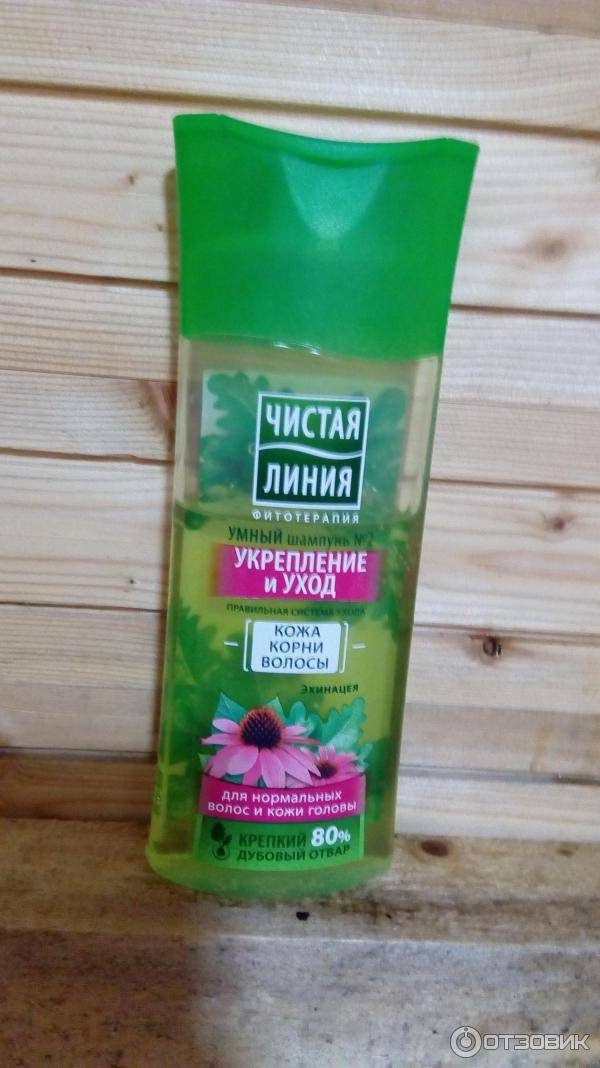 ЧИСТАЯ
ЛИНИЯ
ФИТОТЕРАПИЯ
УМНЫЙ шампунь №2
УКРЕПЛЕНИЕ
и УХОД
ПРАВИЛЬНАЯ СИСТЕМА УХОДА
КОЖА
КОРНИ
ВОЛОСЫ
Эхинацея
для нормальных
волос и кожи головы
КРЕПКИЙ 80%
ДУБОВЫЙ ОТВАР
ОТЗОВИК